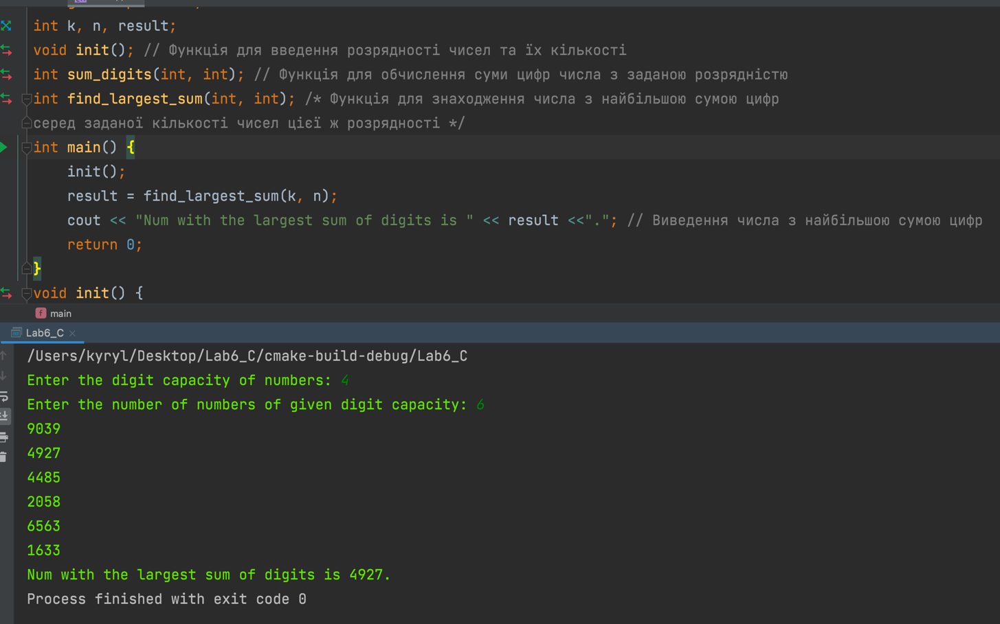 int k, n, result;
void init(); // Функція для введення розрядності чисел та їх кількості
int sum_digits(int, int); // Функція для обчислення суми цифр числа з заданою розрядністю
int find_largest_sum(int, int); /* Функція для знаходження числа з найбільшою сумою цифр
серед заданої кількості чисел цієї ж розрядності */
int main() {
    init();
    result = find_largest_sum(k, n);
    cout << "Num with the largest sum of digits is " << result <<"."; // Виведення числа з найбільшою сумою цифр
    return 0;
}
void init() {
f main
Lab6_C ×
/Users/kyryl/Desktop/Lab6_C/cmake-build-debug/Lab6_C
Enter the digit capacity of numbers: 4
Enter the number of numbers of given digit capacity: 6
9039
4927
4485
2058
6563
1633
Num with the largest sum of digits is 4927.
Process finished with exit code 0